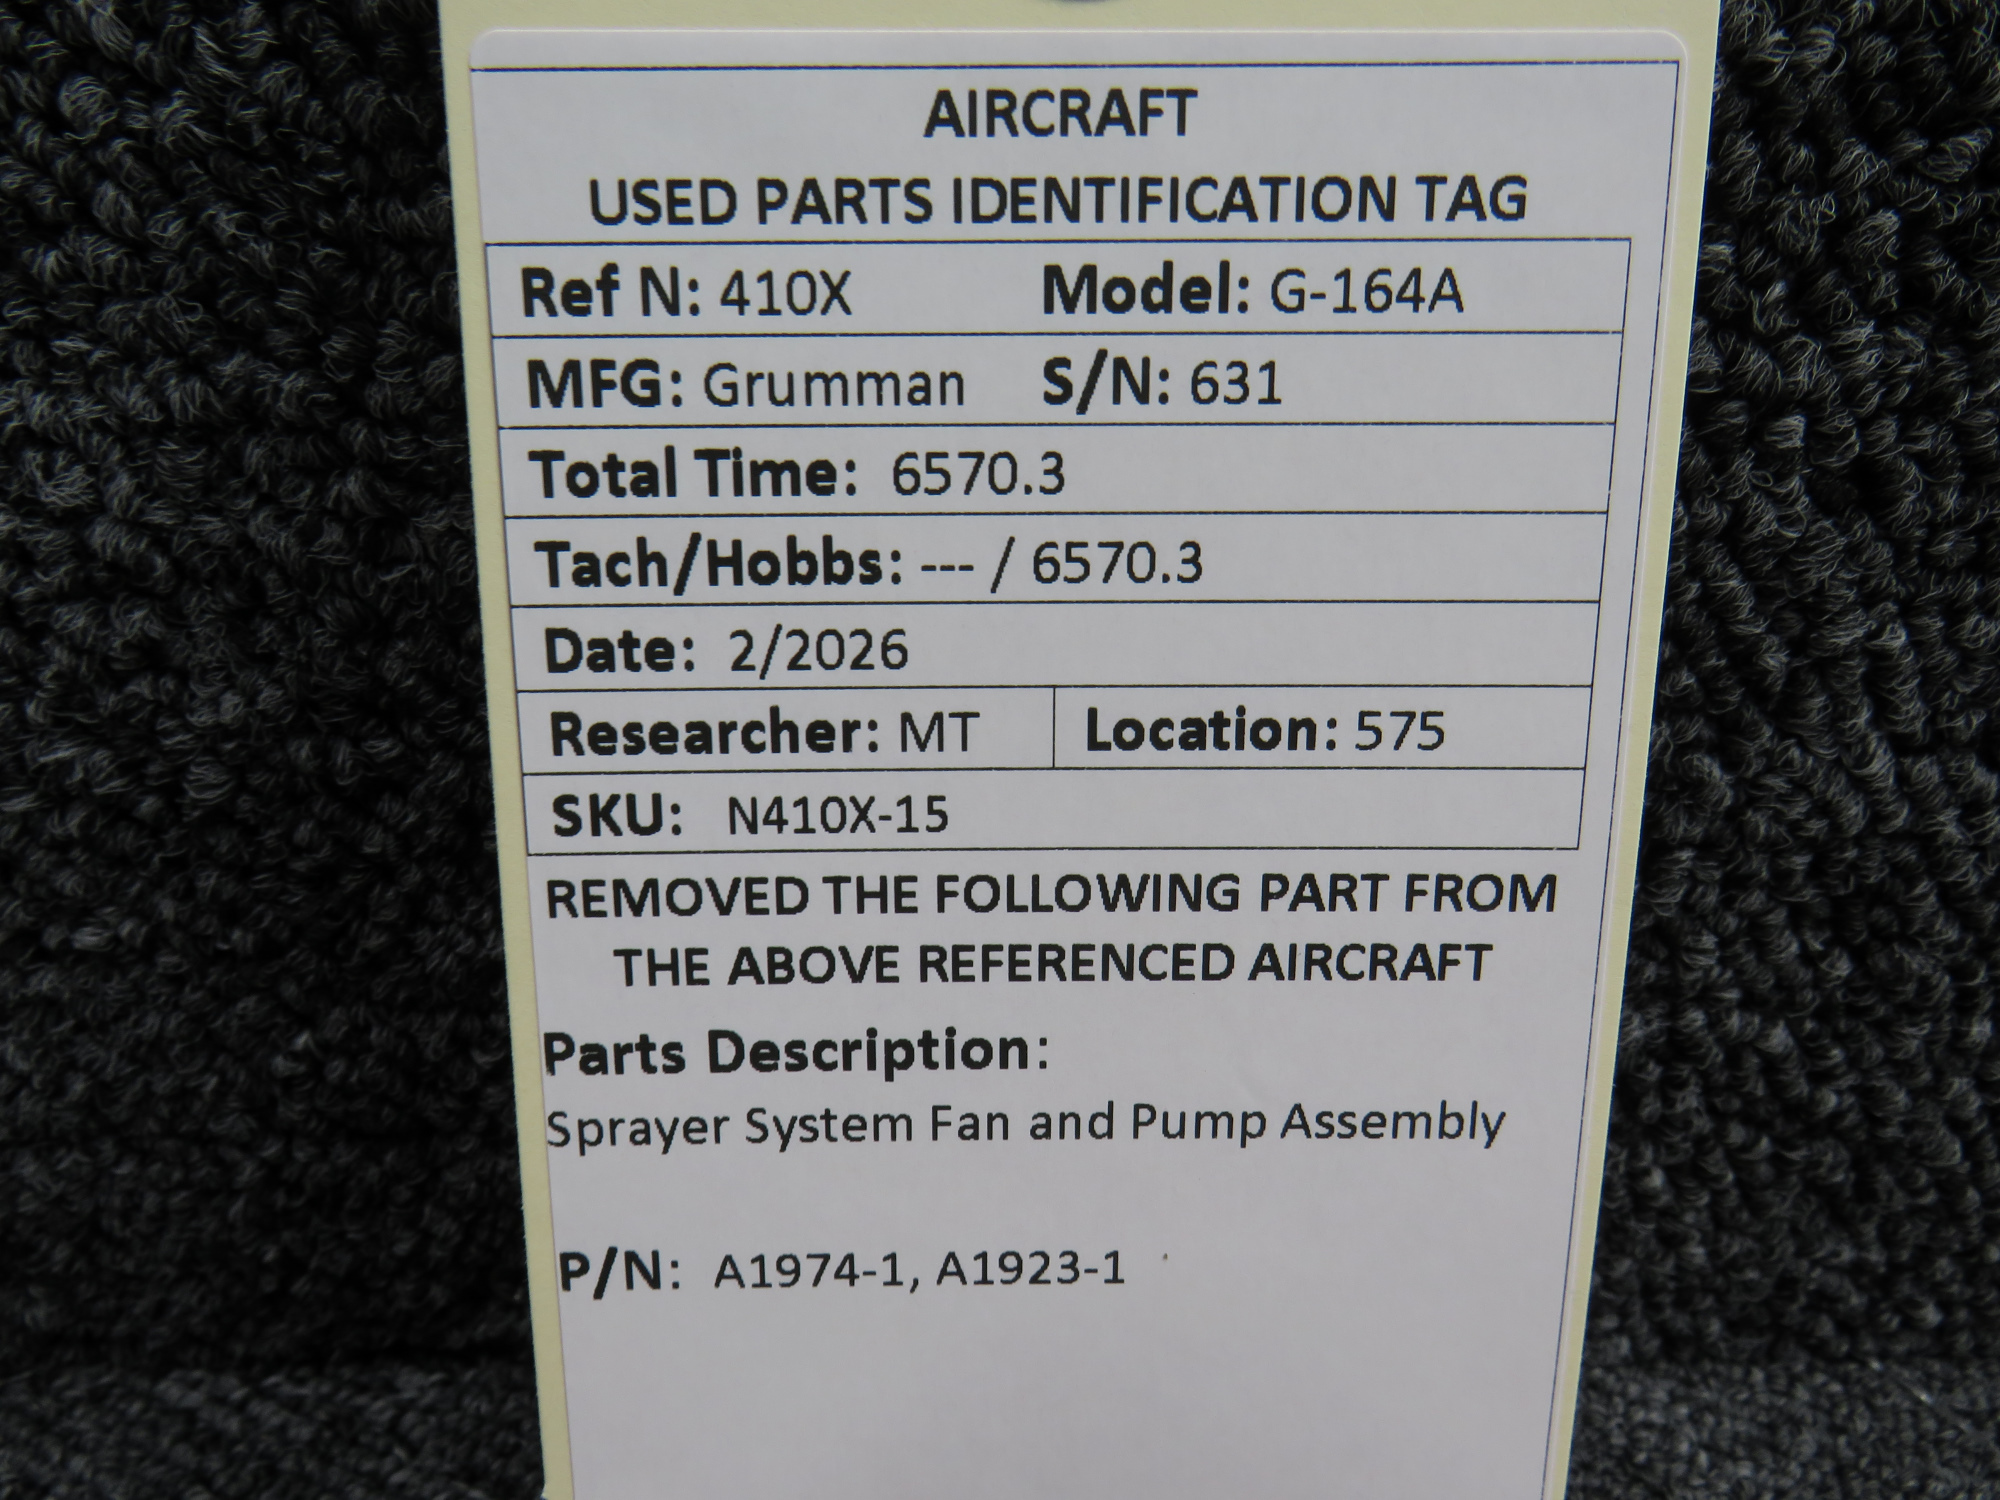 AIRCRAFT
USED PARTS IDENTIFICATION TAG
Ref N: 410X Model: G-164A
MFG: Grumman S/N: 631
Total Time: 6570.3
Tach/Hobbs: --- / 6570.3
Date: 2/2026
Researcher: MT Location: 575
SKU: N410X-15
REMOVED THE FOLLOWING PART FROM
THE ABOVE REFERENCED AIRCRAFT
Parts Description:
Sprayer System Fan and Pump Assembly
P/N: A1974-1, A1923-1